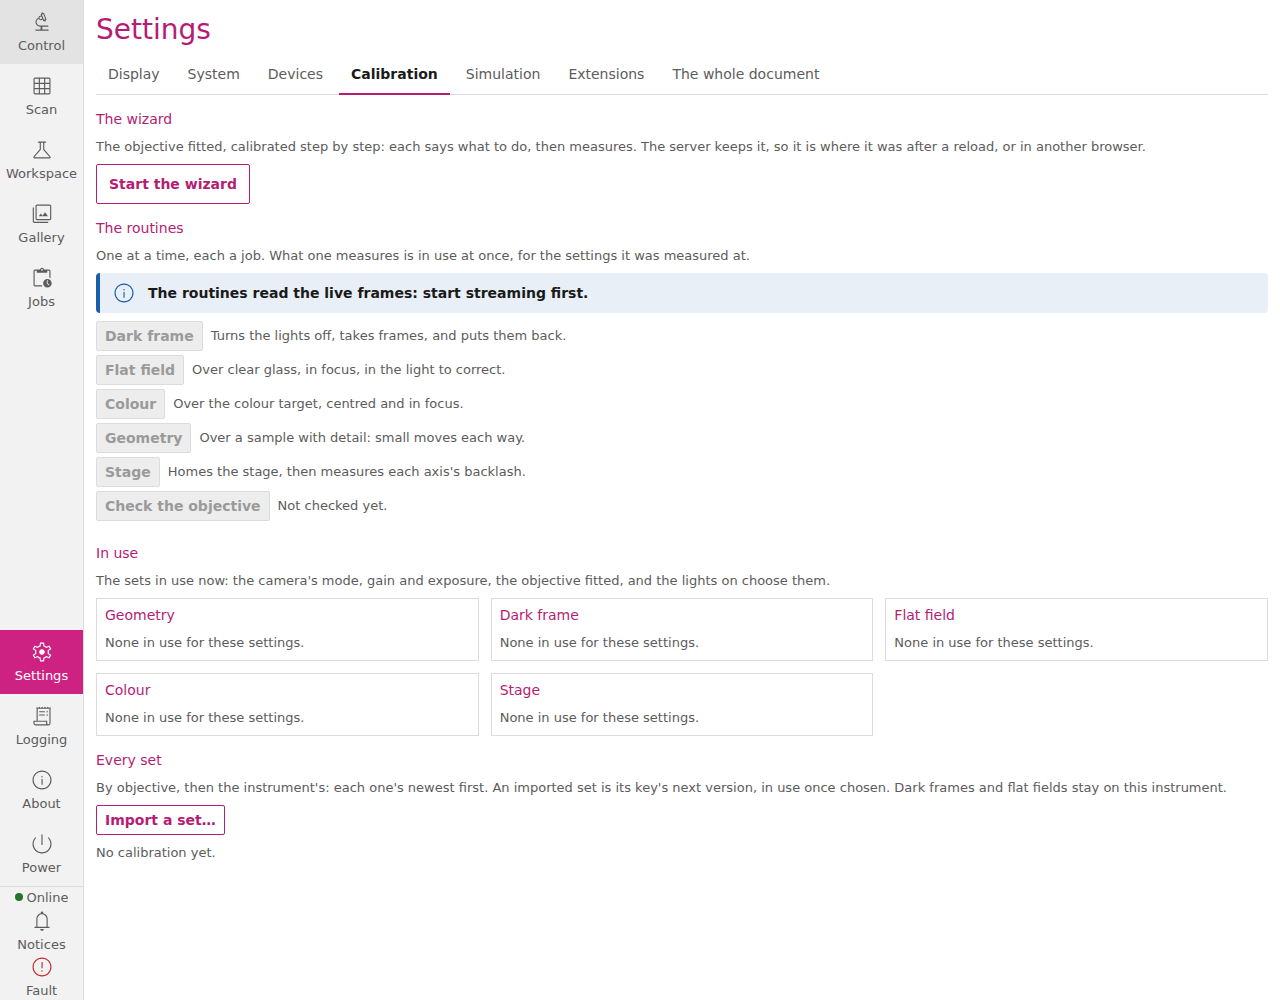 Settings
Display System Devices Calibration Simulation Extensions The whole document
The wizard
The objective fitted, calibrated step by step: each says what to do, then measures. The server keeps it, so it is where it was after a reload, or in another browser.
Start the wizard
The routines
One at a time, each a job. What one measures is in use at once, for the settings it was measured at.
The routines read the live frames: start streaming first.
Dark frame Turns the lights off, takes frames, and puts them back.
Flat field Over clear glass, in focus, in the light to correct.
Colour Over the colour target, centred and in focus.
Geometry Over a sample with detail: small moves each way.
Stage Homes the stage, then measures each axis's backlash.
Check the objective Not checked yet.
In use
The sets in use now: the camera's mode, gain and exposure, the objective fitted, and the lights on choose them.
Geometry
None in use for these settings.
Dark frame
None in use for these settings.
Flat field
None in use for these settings.
Colour
None in use for these settings.
Stage
None in use for these settings.
Every set
By objective, then the instrument's: each one's newest first. An imported set is its key's next version, in use once chosen. Dark frames and flat fields stay on this instrument.
Import a set...
No calibration yet.
Control
Scan
Workspace
Gallery
Jobs
Settings
Logging
About
Power
Online
Notices
Fault